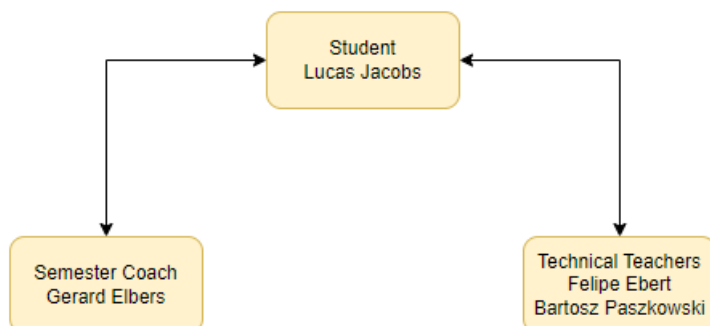 Student
Lucas Jacobs
Semester Coach
Gerard Elbers
Technical Teachers
Felipe Ebert
Bartosz Paszkowski